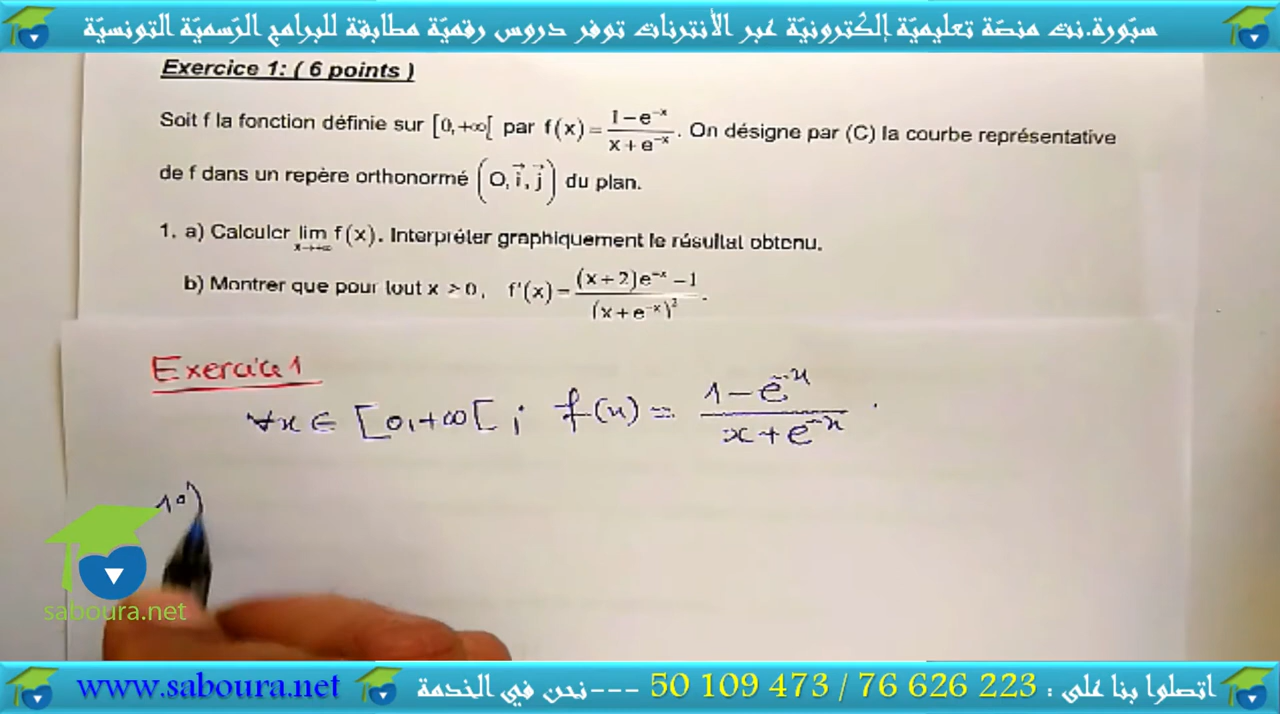 سبّورة.نت منصّة تعليميّة إلكترونيّة عبر الأنترنات توفر دروس رقميّة مطابقة للبرامج الرّسميّة التونسيّة
Exercice 1: ( 6 points )
Soit f la fonction définie sur [0,+∞[ par f(x)=(1−e⁻ˣ)/(x+e⁻ˣ). On désigne par (C) la courbe représentative
de f dans un repère orthonormé (O,i⃗,j⃗) du plan.
1. a) Calculer lim x→+∞ f(x). Interpréter graphiquement le résultat obtenu.
b) Montrer que pour tout x ≥0, f'(x)=((x+2)e⁻ˣ−1)/(x+e⁻ˣ)².
Exercice 1
∀x ∈ [0,+∞[ ; f(x) = (1−e⁻ˣ)/(x+e⁻ˣ).
1°)
saboura.net
www.saboura.net اتصلوا بنا على : 50 109 473 / 76 626 223 ---نحن في الخدمة